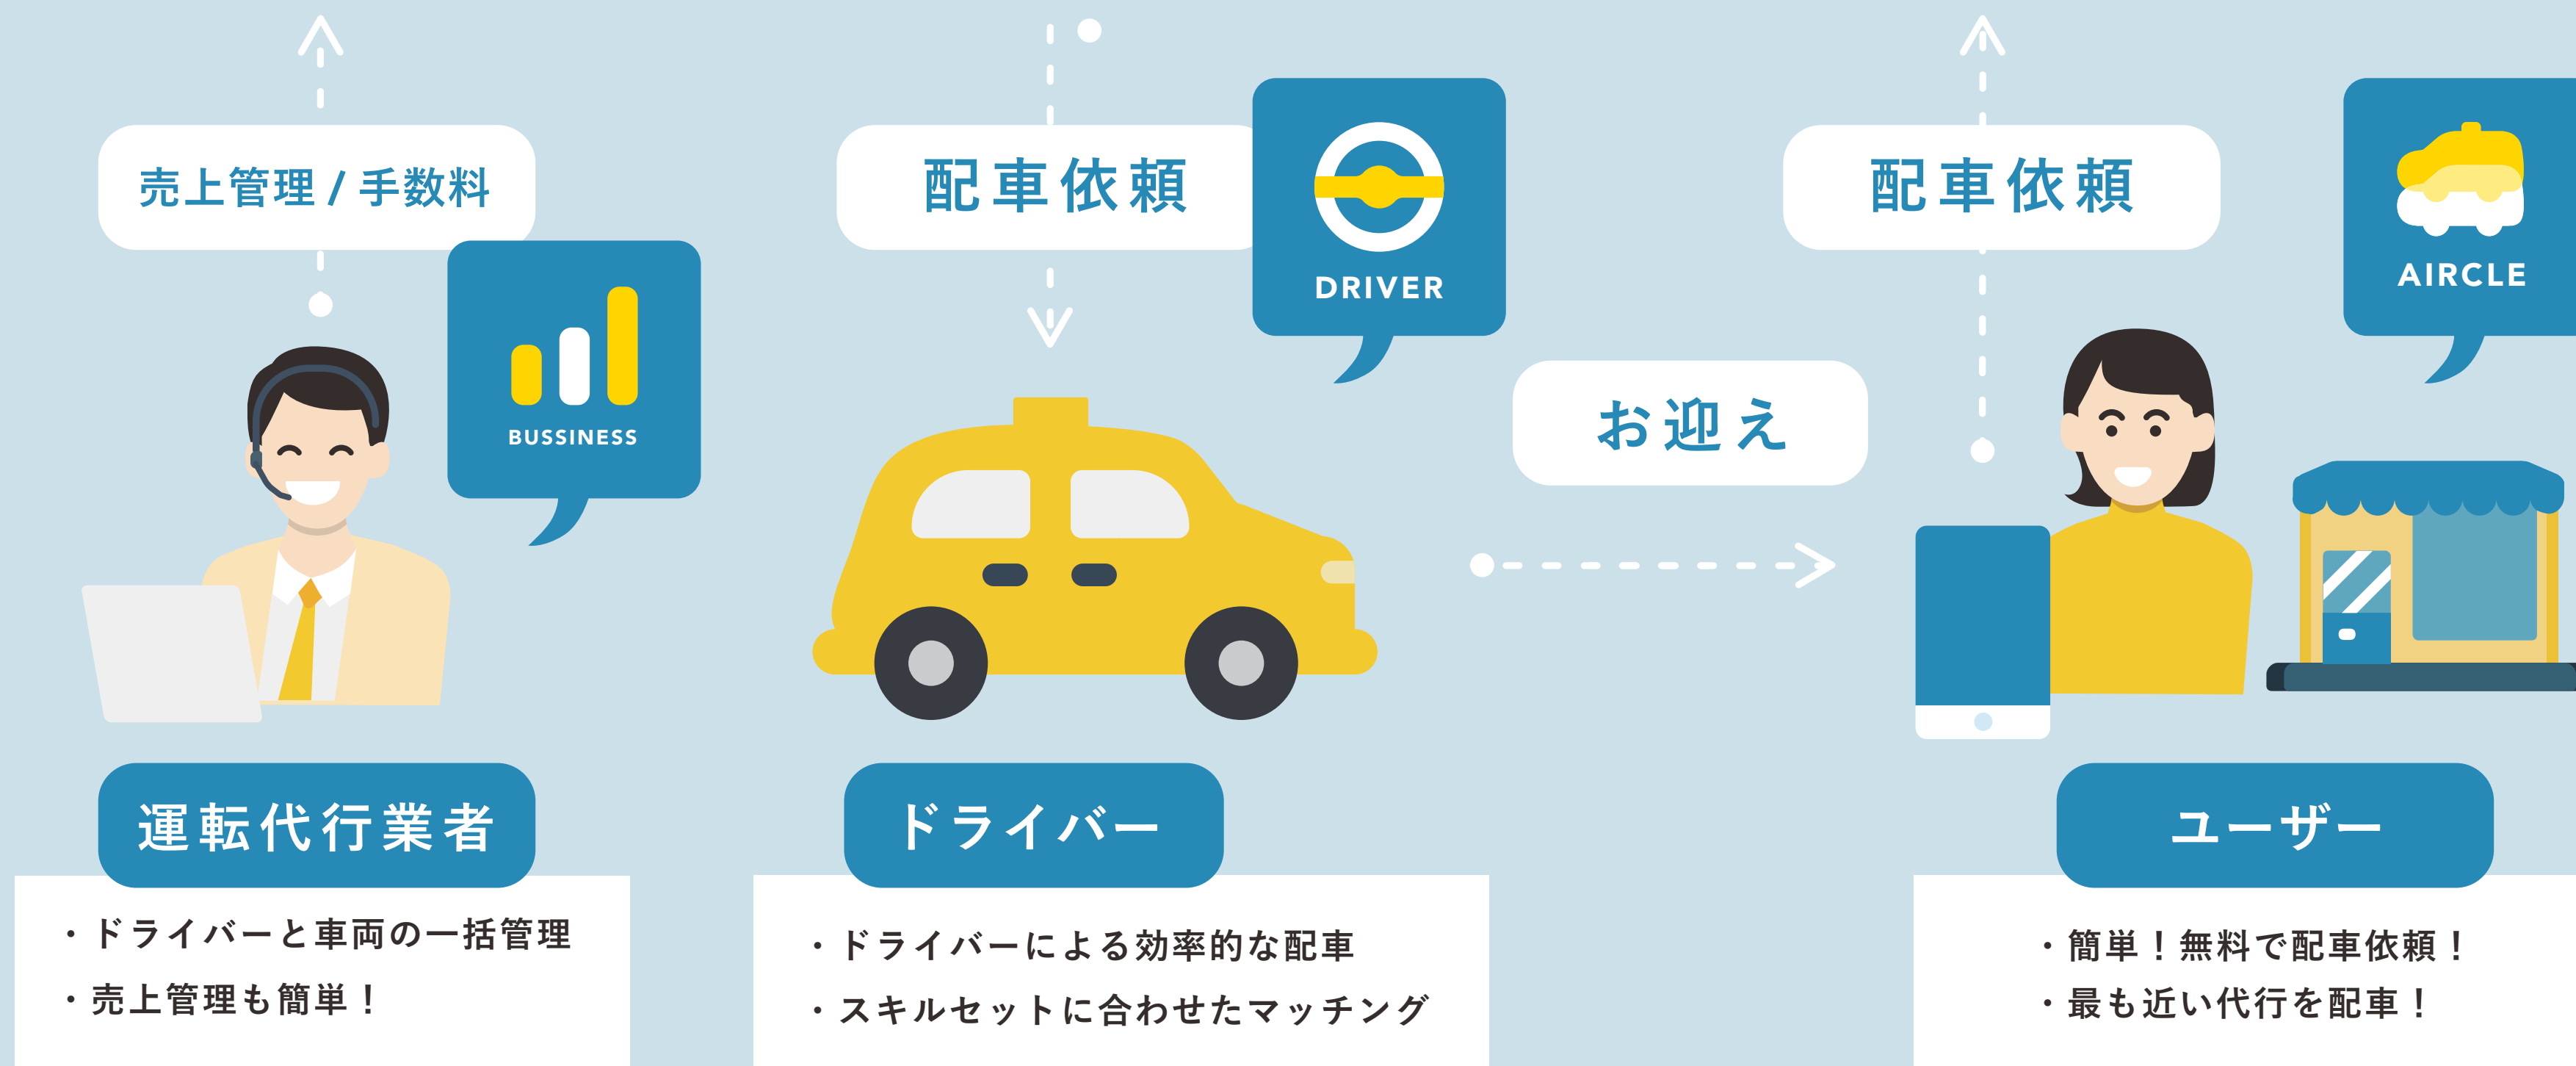 売上管理 / 手数料
BUSSINESS
運転代行業者
・ドライバーと車両の一括管理
・売上管理も簡単！
配車依頼
DRIVER
お迎え
ドライバー
・ドライバーによる効率的な配車
・スキルセットに合わせたマッチング
配車依頼
AIRCLE
ユーザー
・簡単！無料で配車依頼！
・最も近い代行を配車！